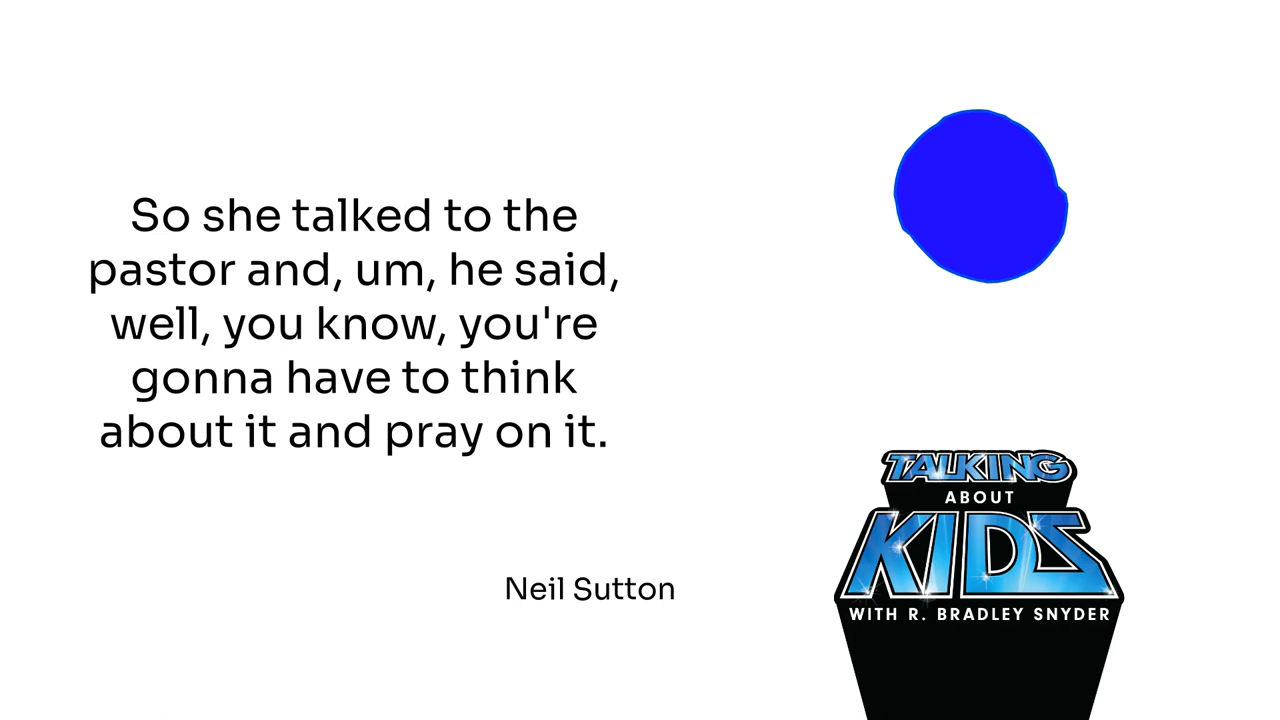 So she talked to the
pastor and, um, he said,
well, you know, you're
gonna have to think
about it and pray on it.
Neil Sutton
TALKING
ABOUT
KIDS
WITH R. BRADLEY SNYDER